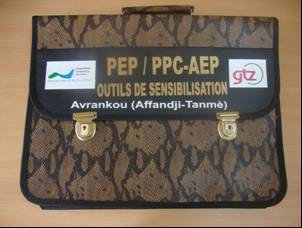 PEP / PPC-AEP
OUTILS DE SENSIBILISATION
gtz
Avrankou (Affandji-Tanmè)